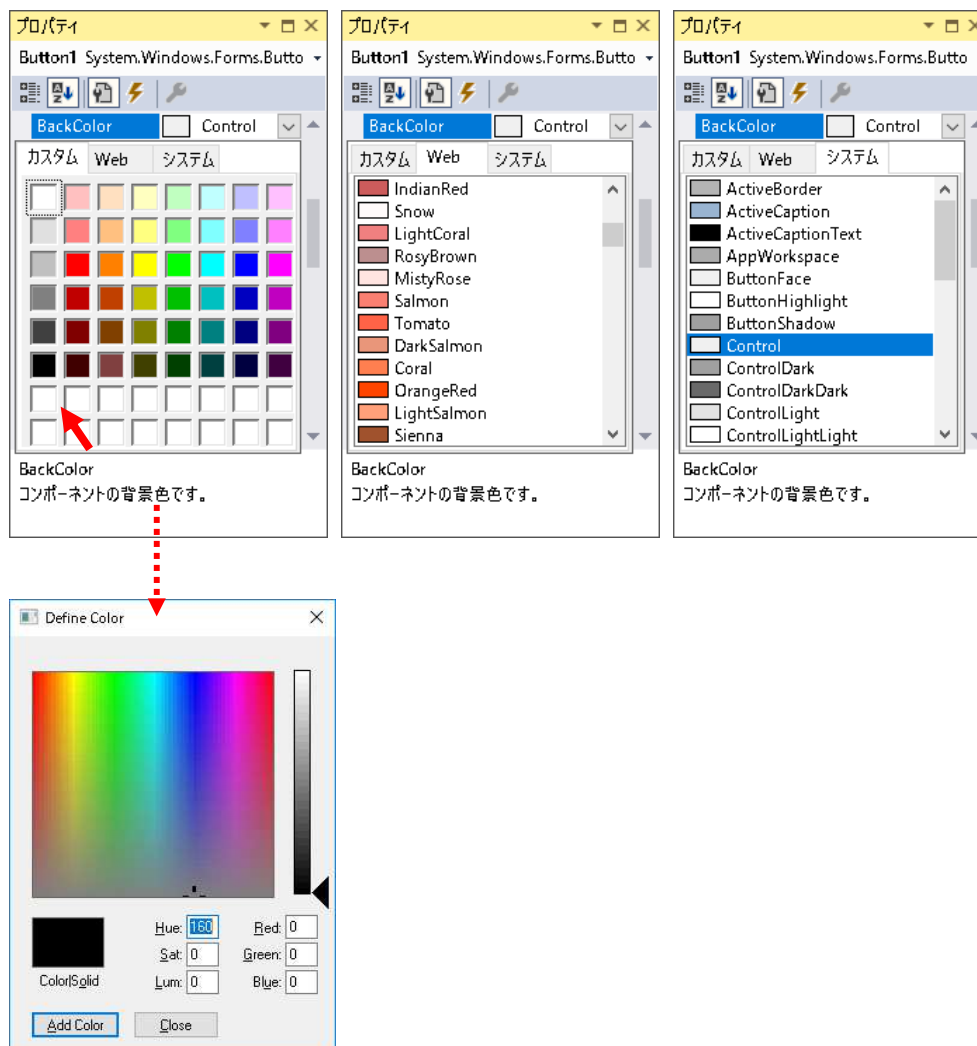 プロパティ
Button1 System.Windows.Forms.Butto
BackColor Control
カスタム Web システム
BackColor
コンポーネントの背景色です。
プロパティ
Button1 System.Windows.Forms.Butto
BackColor Control
カスタム Web システム
IndianRed
Snow
LightCoral
RosyBrown
MistyRose
Salmon
Tomato
DarkSalmon
Coral
OrangeRed
LightSalmon
Sienna
BackColor
コンポーネントの背景色です。
プロパティ
Button1 System.Windows.Forms.Butto
BackColor Control
カスタム Web システム
ActiveBorder
ActiveCaption
ActiveCaptionText
AppWorkspace
ButtonFace
ButtonHighlight
ButtonShadow
Control
ControlDark
ControlDarkDark
ControlLight
ControlLightLight
BackColor
コンポーネントの背景色です。
Define Color
Hue: 160 Red: 0
Sat: 0 Green: 0
Color|Solid Lum: 0 Blue: 0
Add Color Close